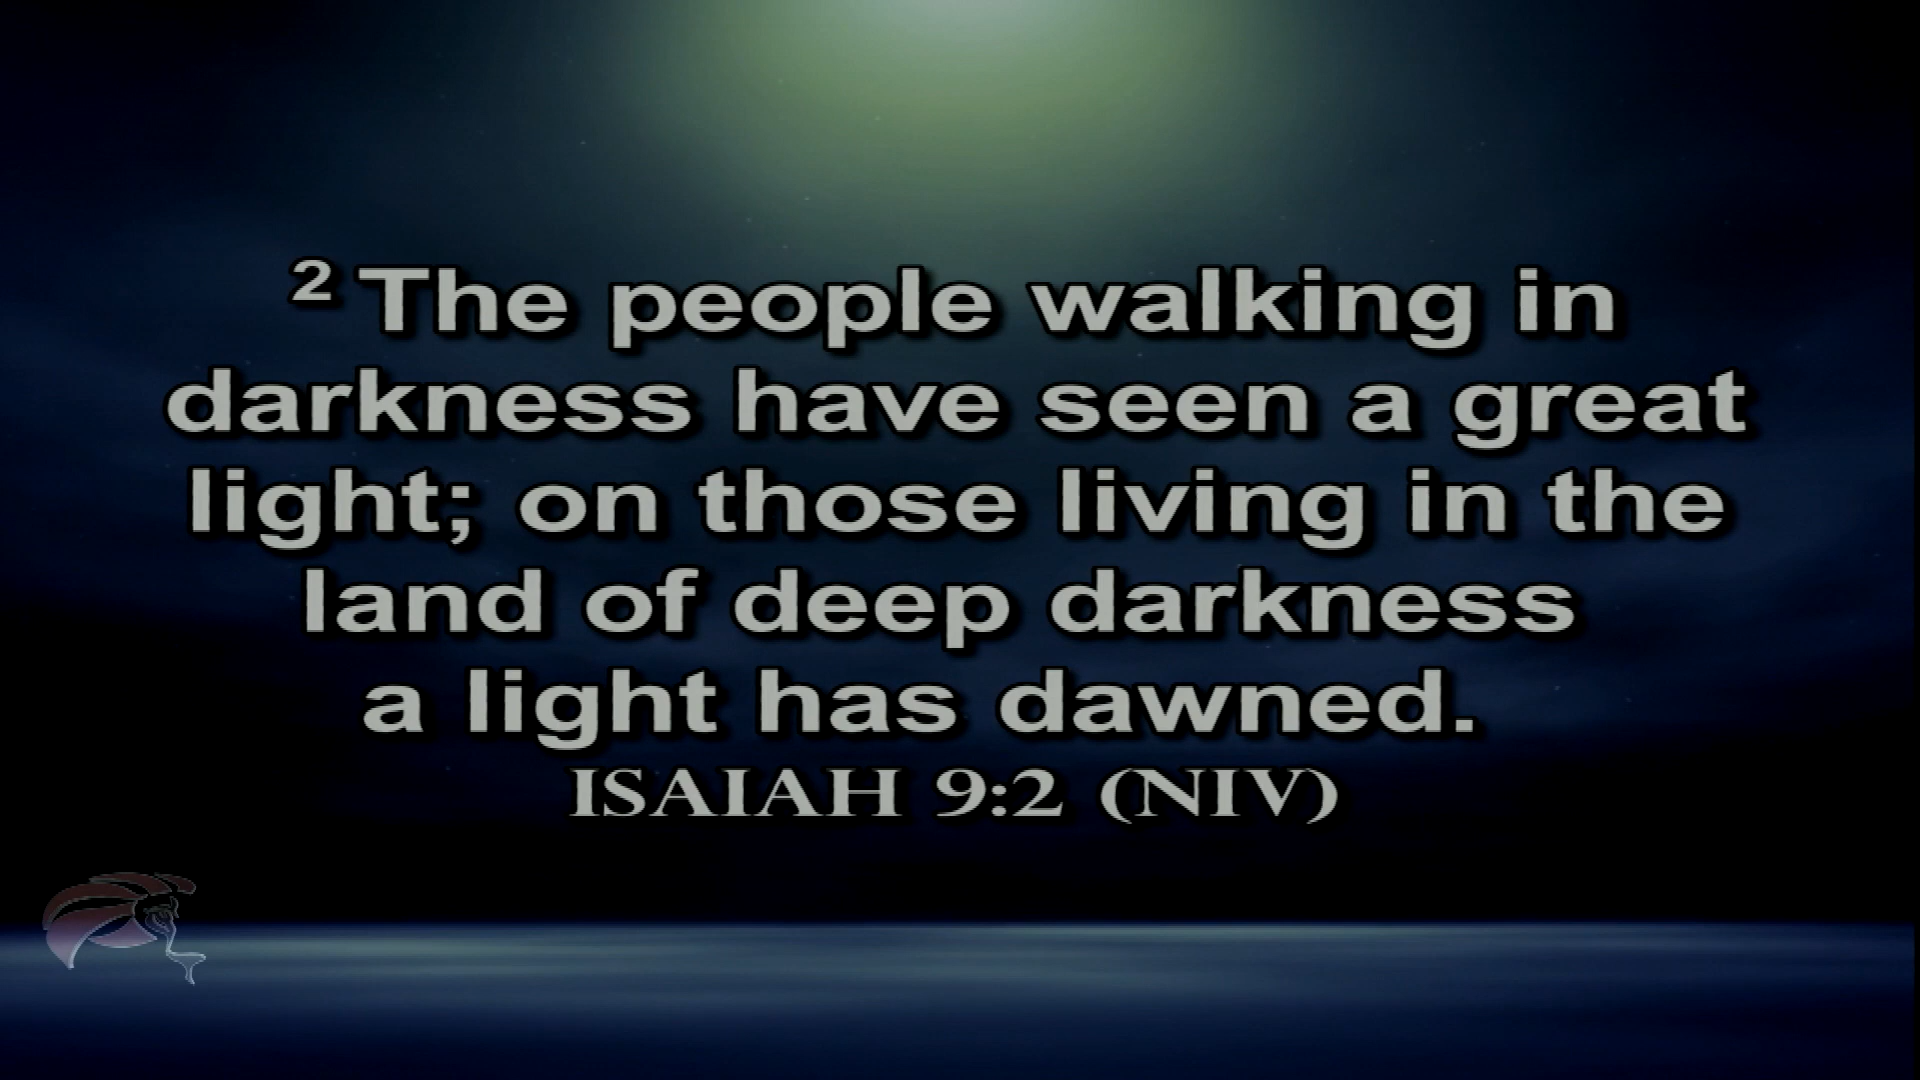 ² The people walking in
darkness have seen a great
light; on those living in the
land of deep darkness
a light has dawned.
ISAIAH 9:2 (NIV)